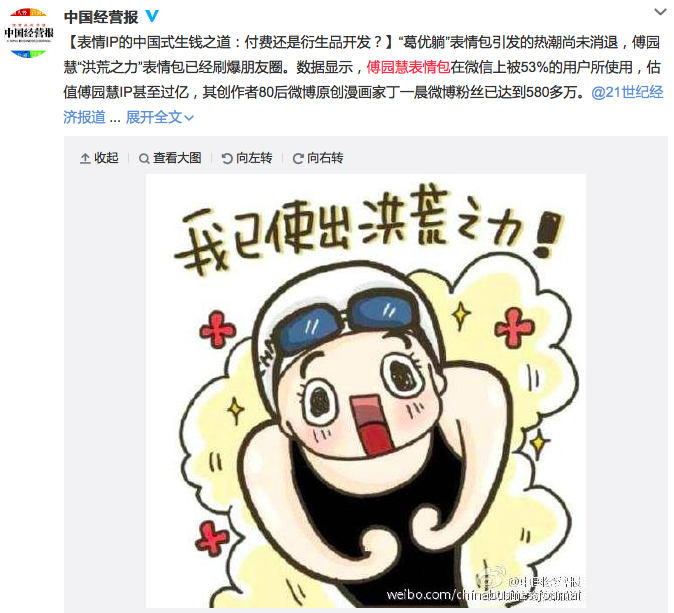 中国经营报
中国经营报
【表情IP的中国式生钱之道：付费还是衍生品开发？】“葛优躺”表情包引发的热潮尚未消退，傅园
慧“洪荒之力”表情包已经刷爆朋友圈。数据显示，傅园慧表情包在微信上被53%的用户所使用，估
值傅园慧IP甚至过亿，其创作者80后微博原创漫画家丁一晨微博粉丝已达到580多万。@21世纪经
济报道 ... 展开全文
收起 查看大图 向左转 向右转
我已使出洪荒之力！
@中国经营报
weibo.com/chinabusinessjournal